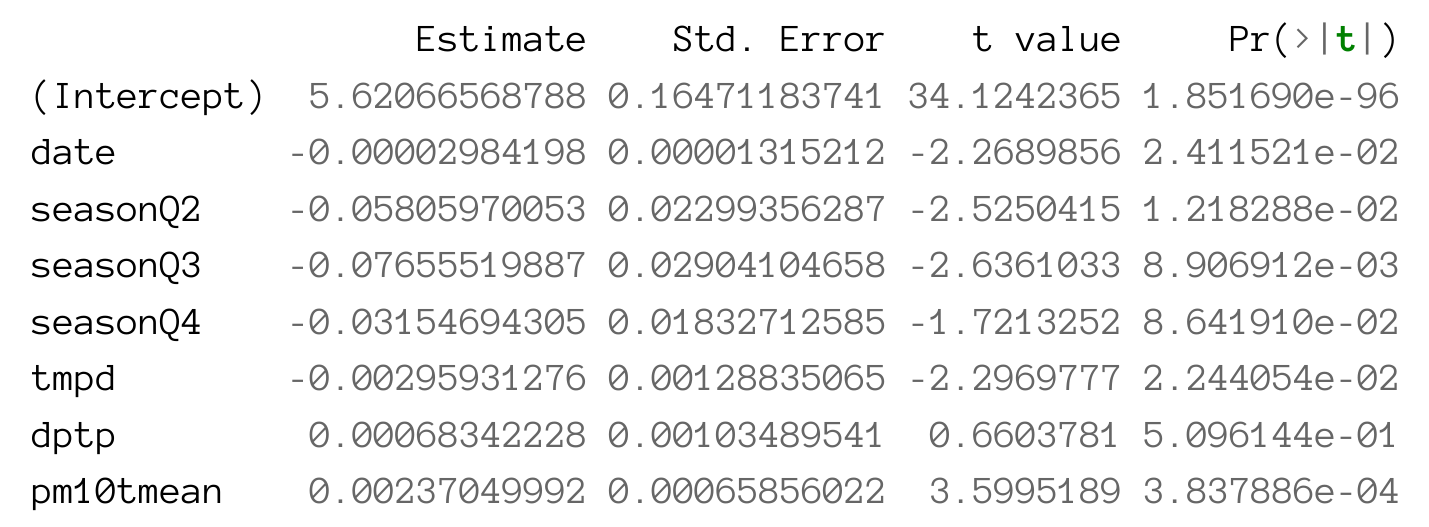 Estimate Std. Error t value Pr(>|t|)
(Intercept) 5.62066568788 0.16471183741 34.1242365 1.851690e-96
date -0.00002984198 0.00001315212 -2.2689856 2.411521e-02
seasonQ2 -0.05805970053 0.02299356287 -2.5250415 1.218288e-02
seasonQ3 -0.07655519887 0.02904104658 -2.6361033 8.906912e-03
seasonQ4 -0.03154694305 0.01832712585 -1.7213252 8.641910e-02
tmpd -0.00295931276 0.00128835065 -2.2969777 2.244054e-02
dptp 0.00068342228 0.00103489541 0.6603781 5.096144e-01
pm10tmean 0.00237049992 0.00065856022 3.5995189 3.837886e-04